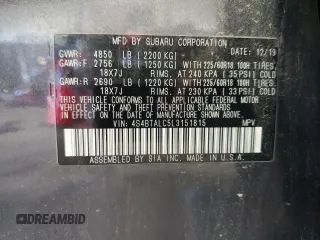 MFD. BY SUBARU CORPORATION 12/19
GVWR: 4850 LB (2200 KG)
GAWR:F 2756 LB (1250 KG) WITH 225/60R18 100H TIRES,
18X7J RIMS, AT 240 KPA (35 PSI) COLD
GAWR:R 2690 LB (1220 KG) WITH 225/60R18 100H TIRES,
18X7J RIMS, AT 230 KPA (33 PSI) COLD
THIS VEHICLE CONFORMS TO ALL APPLICABLE FEDERAL
MOTOR VEHICLE SAFETY, BUMPER, AND THEFT PREVENTION
STANDARDS IN EFFECT ON THE DATE OF MANUFACTURE
SHOWN ABOVE.
VIN: 4S4BTALC5L3151815 MPV
ASSEMBLED BY SIA INC. MADE IN U.S.A.